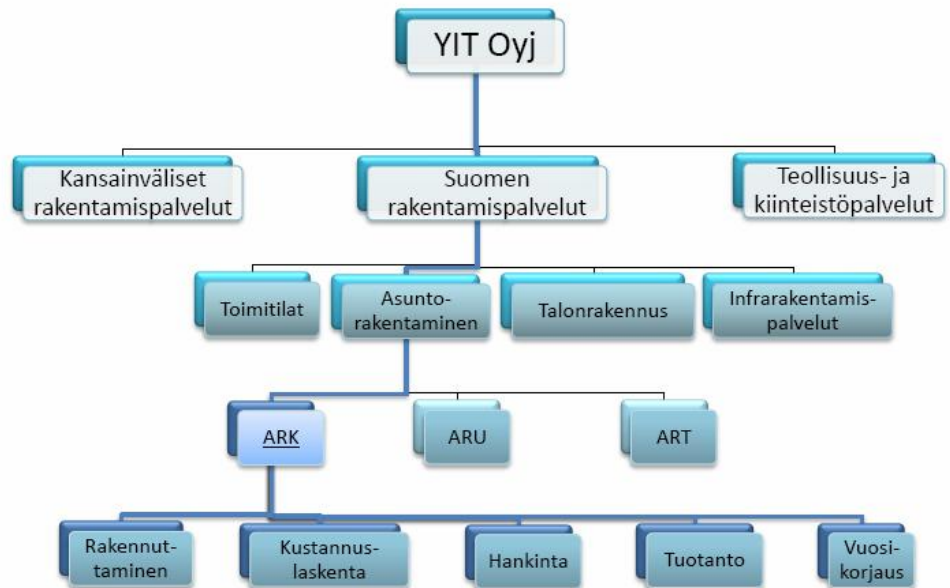 YIT Oyj
Kansainväliset
rakentamispalvelut
Suomen
rakentamispalvelut
Teollisuus- ja
kiinteistöpalvelut
Toimitilat
Asunto-
rakentaminen
Talonrakennus
Infrarakentamis-
palvelut
ARK
ARU
ART
Rakennut-
taminen
Kustannus-
laskenta
Hankinta
Tuotanto
Vuosi-
korjaus